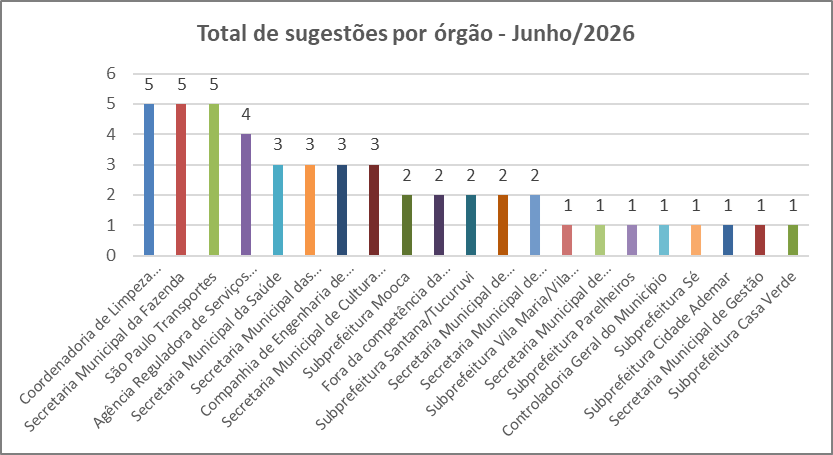 Total de sugestões por órgão - Junho/2026
6
5
4
3
2
1
0
5
5
5
4
3
3
3
3
2
2
2
2
2
1
1
1
1
1
1
1
1
Coordenadoria de Limpeza...
Secretaria Municipal da Fazenda
São Paulo Transportes
Agência Reguladora de Serviços...
Secretaria Municipal da Saúde
Secretaria Municipal das...
Companhia de Engenharia de...
Secretaria Municipal de Cultura...
Subprefeitura Mooca
Fora da competência da...
Subprefeitura Santana/Tucuruvi
Secretaria Municipal de...
Secretaria Municipal de...
Subprefeitura Vila Maria/Vila...
Secretaria Municipal de...
Subprefeitura Parelheiros
Controladoria Geral do Município
Subprefeitura Sé
Subprefeitura Cidade Ademar
Secretaria Municipal de Gestão
Subprefeitura Casa Verde